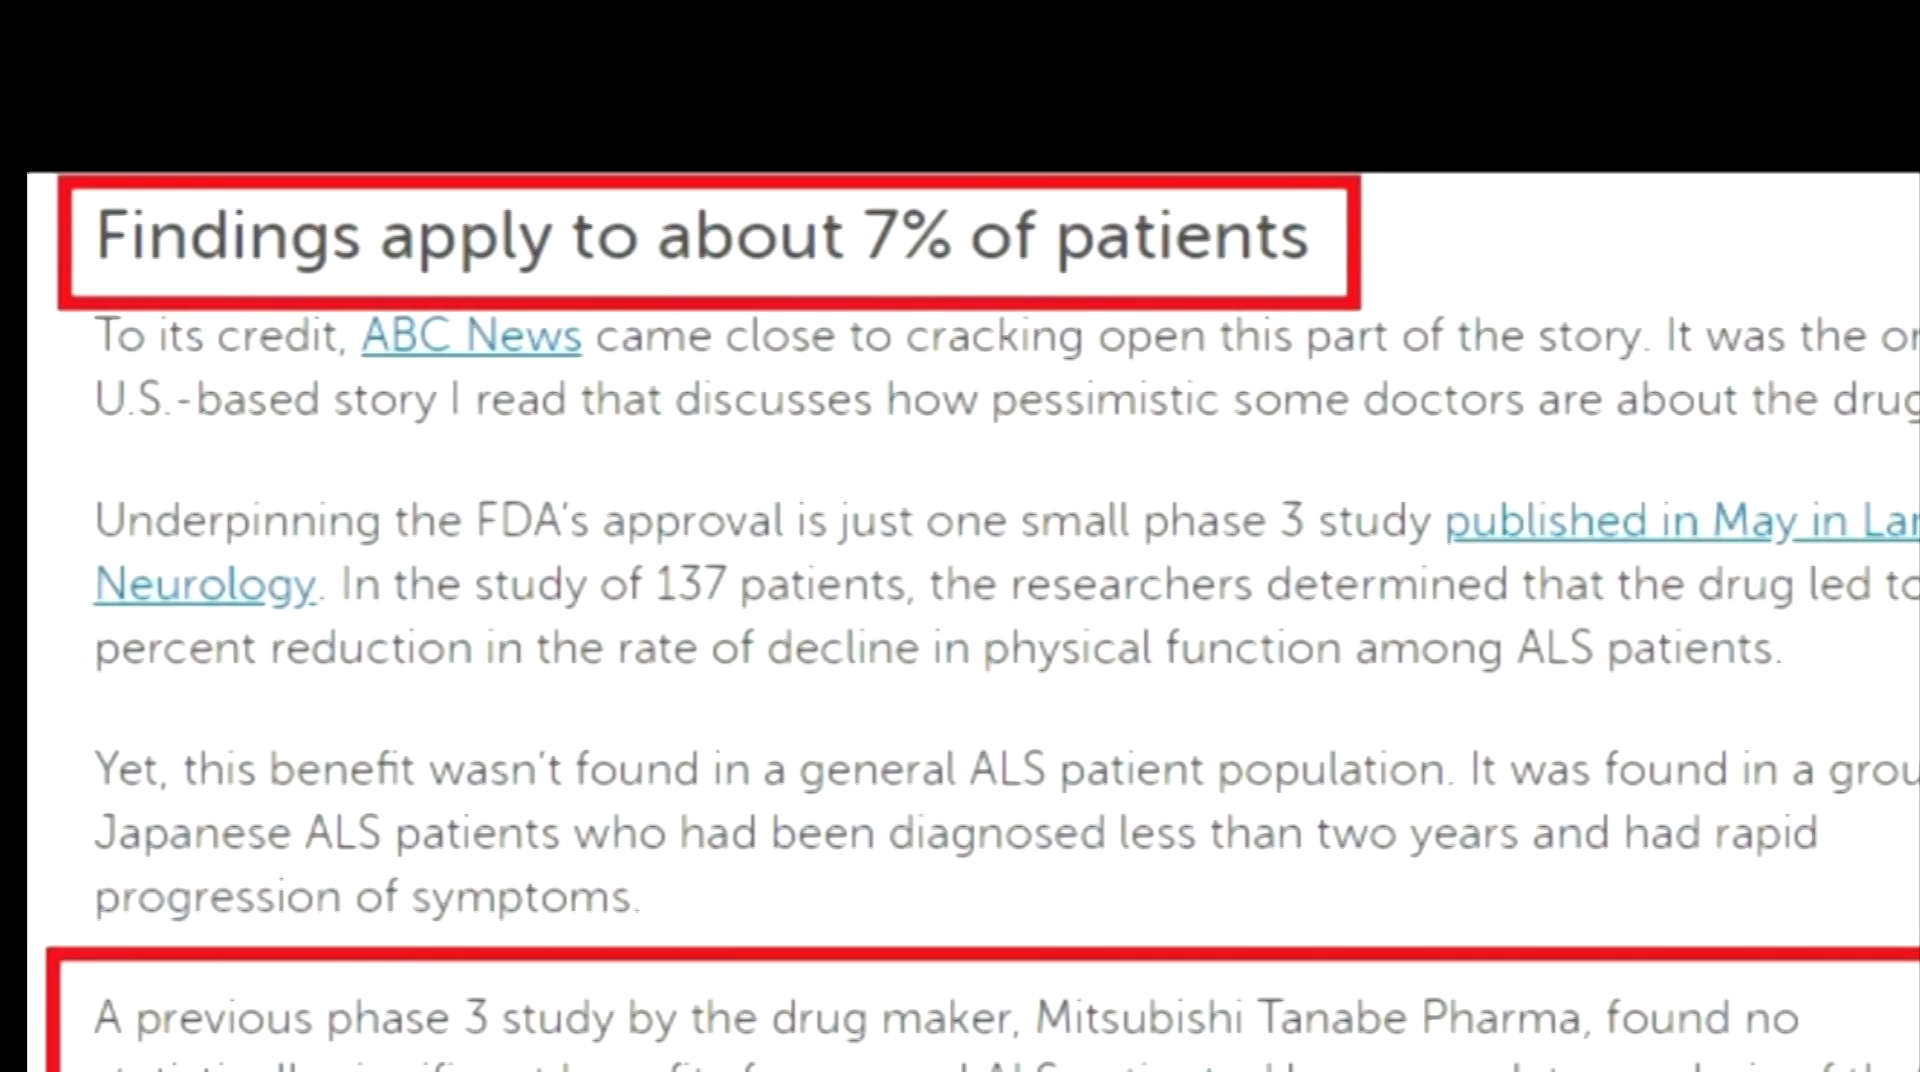 Findings apply to about 7% of patients
To its credit, ABC News came close to cracking open this part of the story. It was the
U.S.-based story I read that discusses how pessimistic some doctors are about the drug
Underpinning the FDA's approval is just one small phase 3 study published in May in
Neurology. In the study of 137 patients, the researchers determined that the drug led to
percent reduction in the rate of decline in physical function among ALS patients.
Yet, this benefit wasn't found in a general ALS patient population. It was found in a
Japanese ALS patients who had been diagnosed less than two years and had rapid
progression of symptoms.
A previous phase 3 study by the drug maker, Mitsubishi Tanabe Pharma, found no